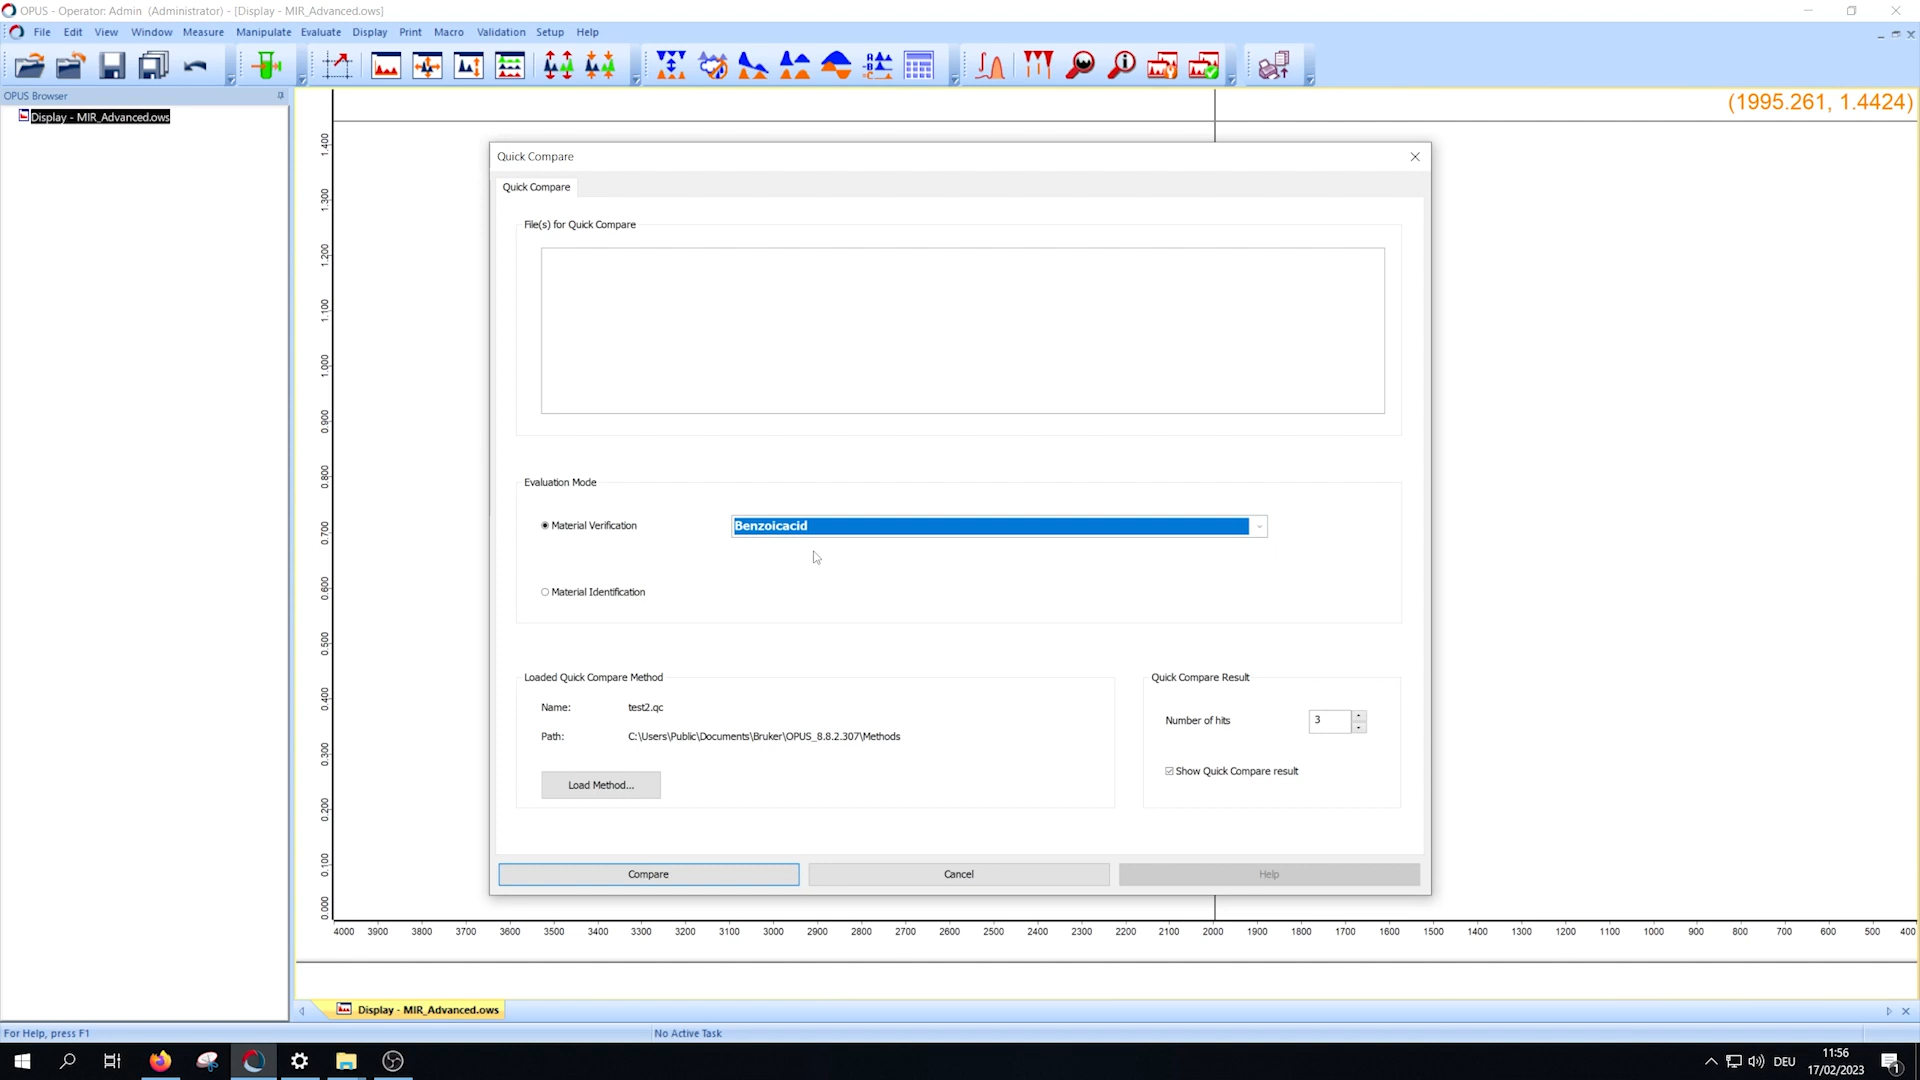 OPUS - Operator: Admin (Administrator) - [Display - MIR_Advanced.ows]
File Edit View Window Measure Manipulate Evaluate Display Print Macro Validation Setup Help
OPUS Browser
Display - MIR_Advanced.ows
(1995.261, 1.4424)
Quick Compare
Quick Compare
File(s) for Quick Compare
Evaluation Mode
Material Verification
Benzoicacid
Material Identification
Loaded Quick Compare Method
Name: test2.qc
Path: C:\Users\Public\Documents\Bruker\OPUS_8.8.2.307\Methods
Load Method...
Quick Compare Result
Number of hits 3
Show Quick Compare result
Compare Cancel Help
1.400
1.300
1.200
1.100
1.000
0.900
0.800
0.700
0.600
0.500
0.400
0.300
0.200
0.100
0.000
4000 3900 3800 3700 3600 3500 3400 3300 3200 3100 3000 2900 2800 2700 2600 2500 2400 2300 2200 2100 2000 1900 1800 1700 1600 1500 1400 1300 1200 1100 1000 900 800 700 600 500 400
Display - MIR_Advanced.ows
For Help, press F1
No Active Task
DEU
11:56
17/02/2023
1